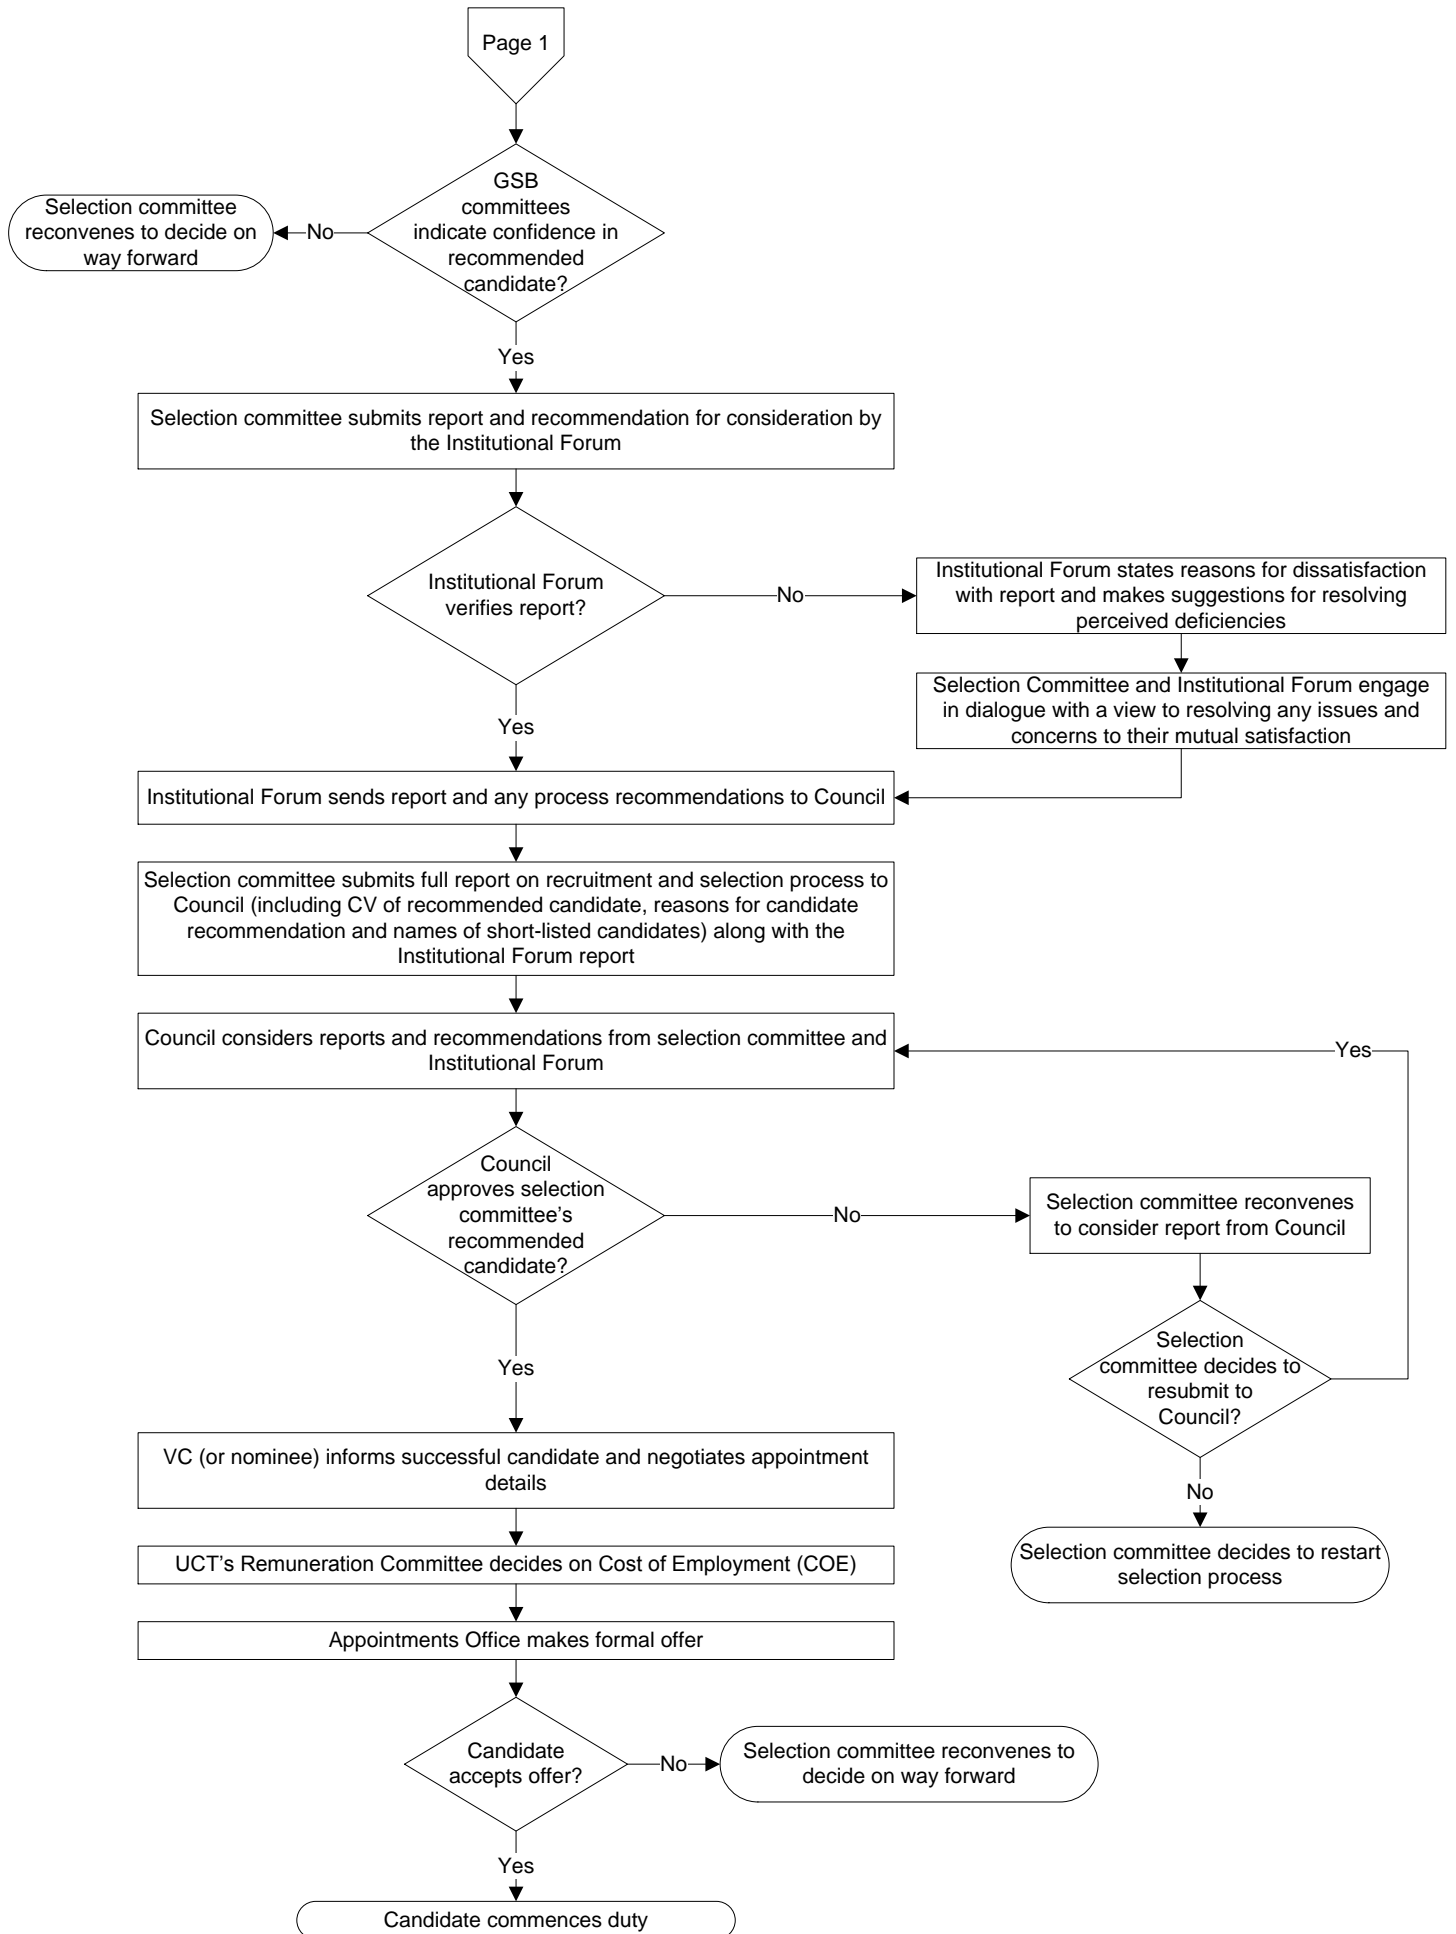 Page 1
GSB
committees
indicate confidence in
recommended
candidate?
No
Selection committee
reconvenes to decide on
way forward
Yes
Selection committee submits report and recommendation for consideration by
the Institutional Forum
Institutional Forum
verifies report?
No
Institutional Forum states reasons for dissatisfaction
with report and makes suggestions for resolving
perceived deficiencies
Selection Committee and Institutional Forum engage
in dialogue with a view to resolving any issues and
concerns to their mutual satisfaction
Yes
Institutional Forum sends report and any process recommendations to Council
Selection committee submits full report on recruitment and selection process to
Council (including CV of recommended candidate, reasons for candidate
recommendation and names of short-listed candidates) along with the
Institutional Forum report
Council considers reports and recommendations from selection committee and
Institutional Forum
Yes
Council
approves selection
committee’s
recommended
candidate?
No
Selection committee reconvenes
to consider report from Council
Selection
committee decides to
resubmit to
Council?
No
Selection committee decides to restart
selection process
Yes
VC (or nominee) informs successful candidate and negotiates appointment
details
UCT’s Remuneration Committee decides on Cost of Employment (COE)
Appointments Office makes formal offer
Candidate
accepts offer?
No
Selection committee reconvenes to
decide on way forward
Yes
Candidate commences duty